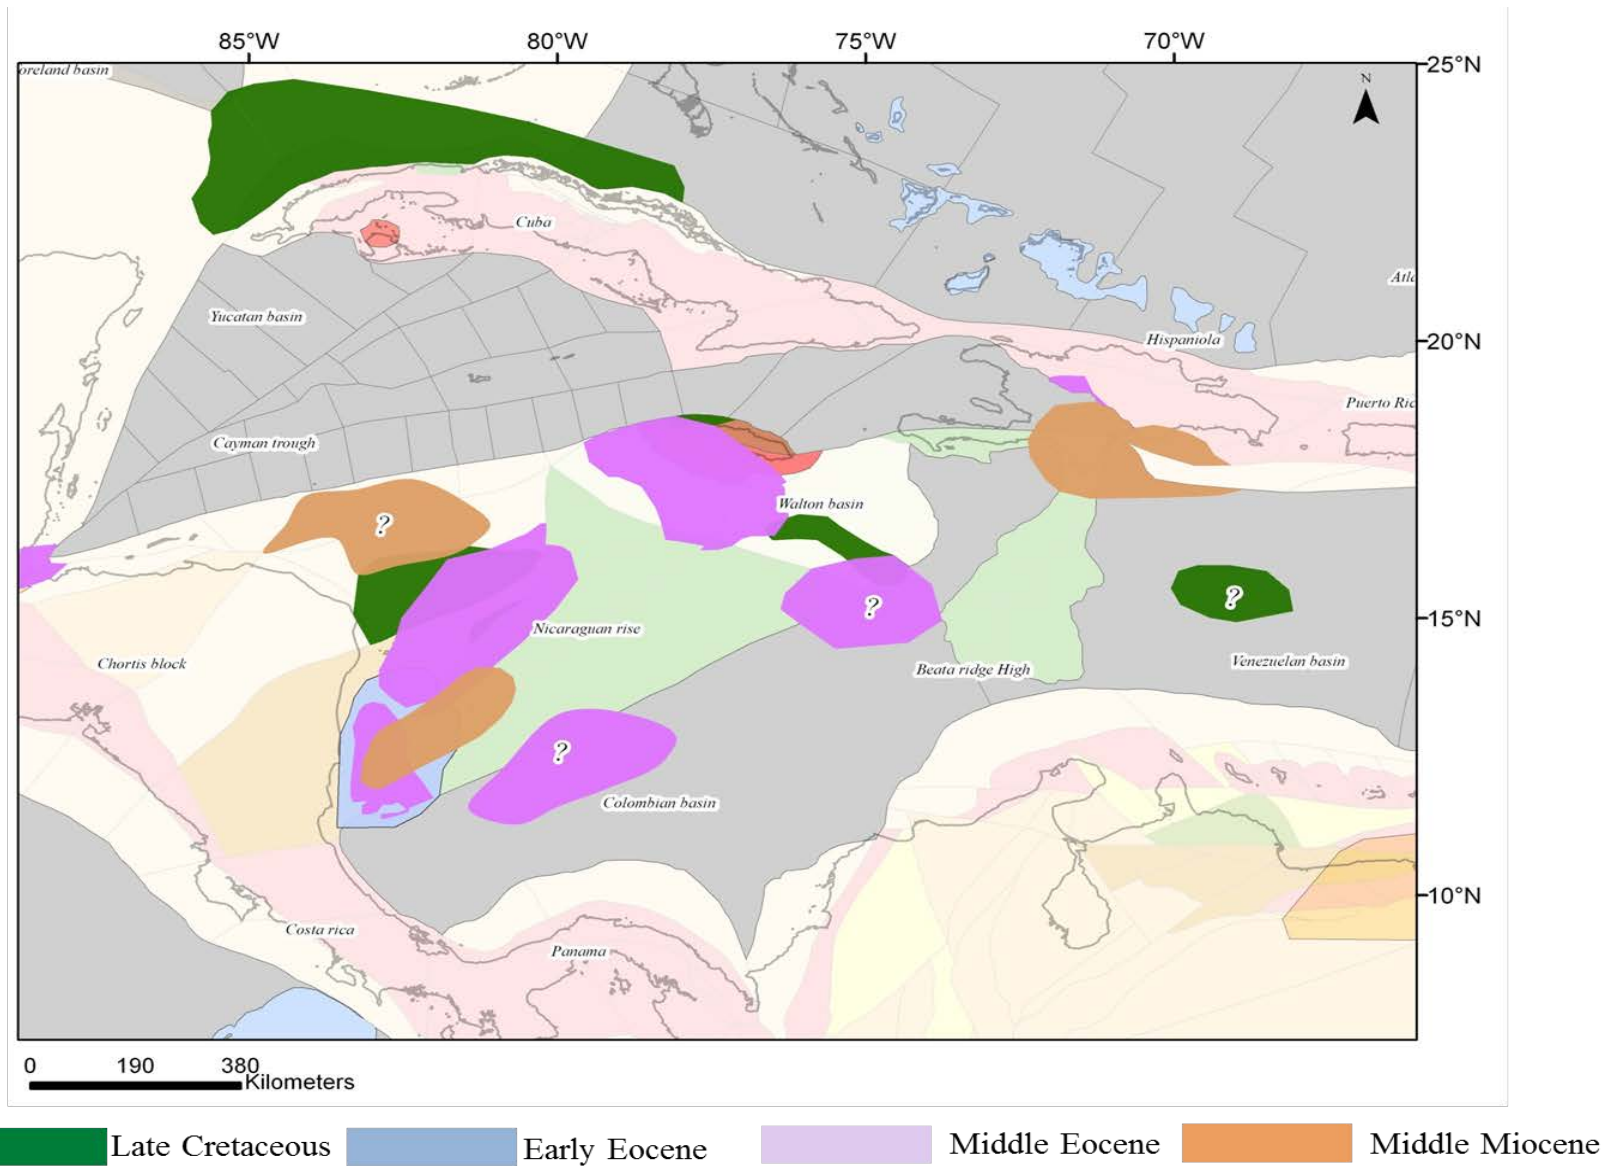 85°W 80°W 75°W 70°W
25°N
oreland basin
N
Cuba
Atla
Yucatan basin
20°N
Hispaniola
Puerto Ric
Cayman trough
Walton basin
?
?
?
15°N
Nicaraguan rise
Chortis block
Beata ridge High
Venezuelan basin
?
Colombian basin
10°N
Costa rica
Panama
0 190 380
Kilometers
Late Cretaceous Early Eocene Middle Eocene Middle Miocene